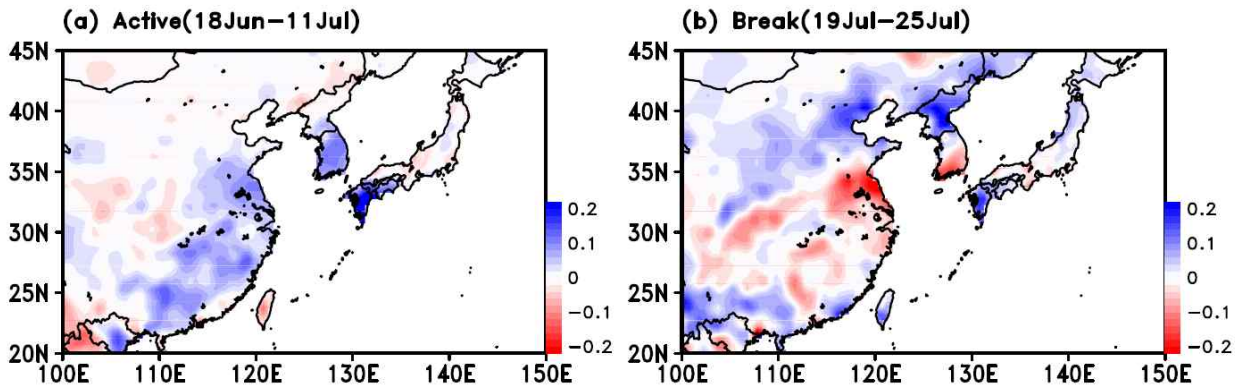 (a) Active(18Jun−11Jul)
45N
40N
35N
30N
25N
20N
100E 110E 120E 130E 140E 150E
0.2
0.1
0
−0.1
−0.2
(b) Break(19Jul−25Jul)
45N
40N
35N
30N
25N
20N
100E 110E 120E 130E 140E 150E
0.2
0.1
0
−0.1
−0.2